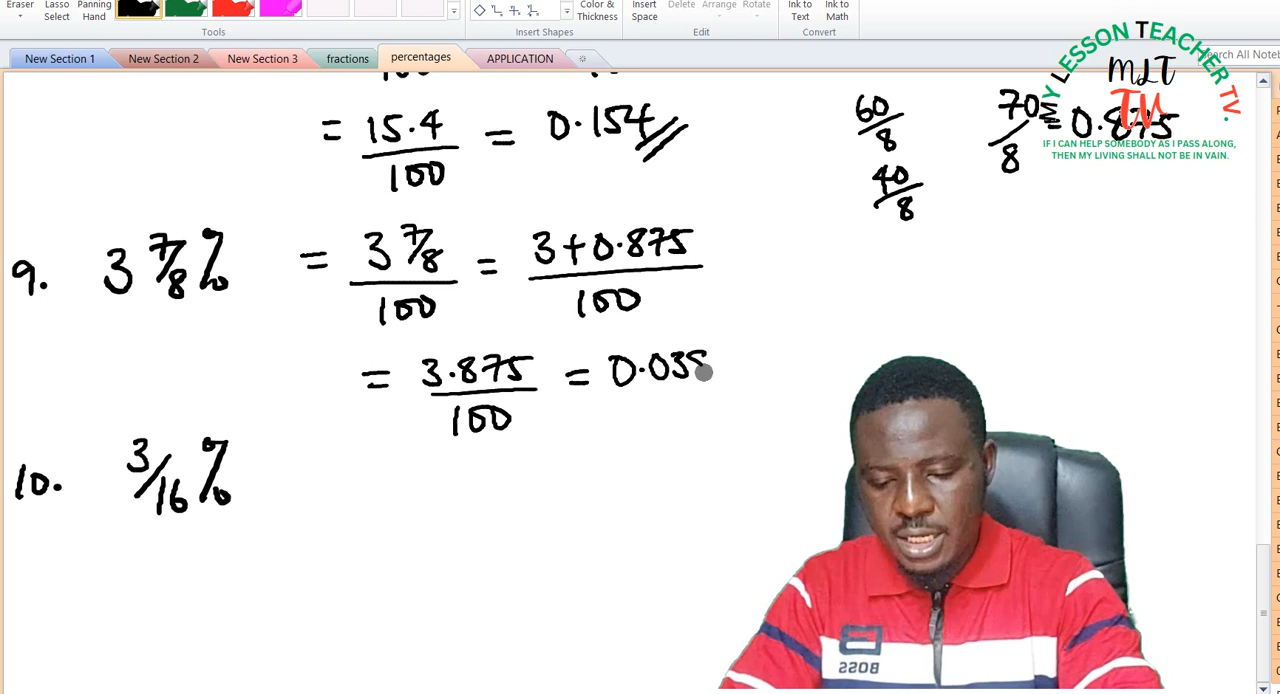 Eraser Lasso Select Panning Hand Color & Thickness Insert Space Delete Arrange Rotate Ink to Text Ink to Math
Tools Insert Shapes Edit Convert
New Section 1 New Section 2 New Section 3 fractions percentages APPLICATION
MY LESSON TEACHER TV.
MLT
TV
IF I CAN HELP SOMEBODY AS I PASS ALONG,
THEN MY LIVING SHALL NOT BE IN VAIN.
= 15.4/100 = 0.154
60/8
40/8
70/8 = 0.875
9. 3 7/8 % = 3 7/8 / 100 = 3+0.875 / 100
= 3.875/100 = 0.038
10. 3/16 %
BOSS